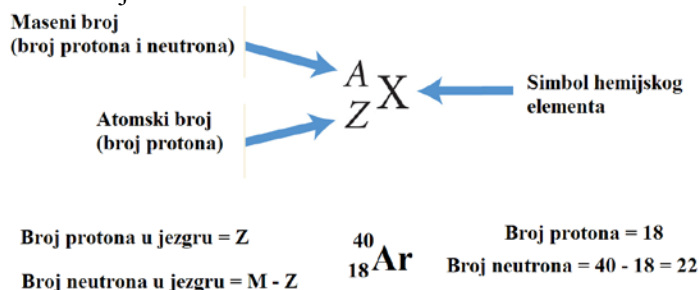 Maseni broj
(broj protona i neutrona)
A
Z X
Simbol hemijskog
elementa
Atomski broj
(broj protona)
Broj protona u jezgru = Z
Broj neutrona u jezgru = M - Z
40
18 Ar
Broj protona = 18
Broj neutrona = 40 - 18 = 22